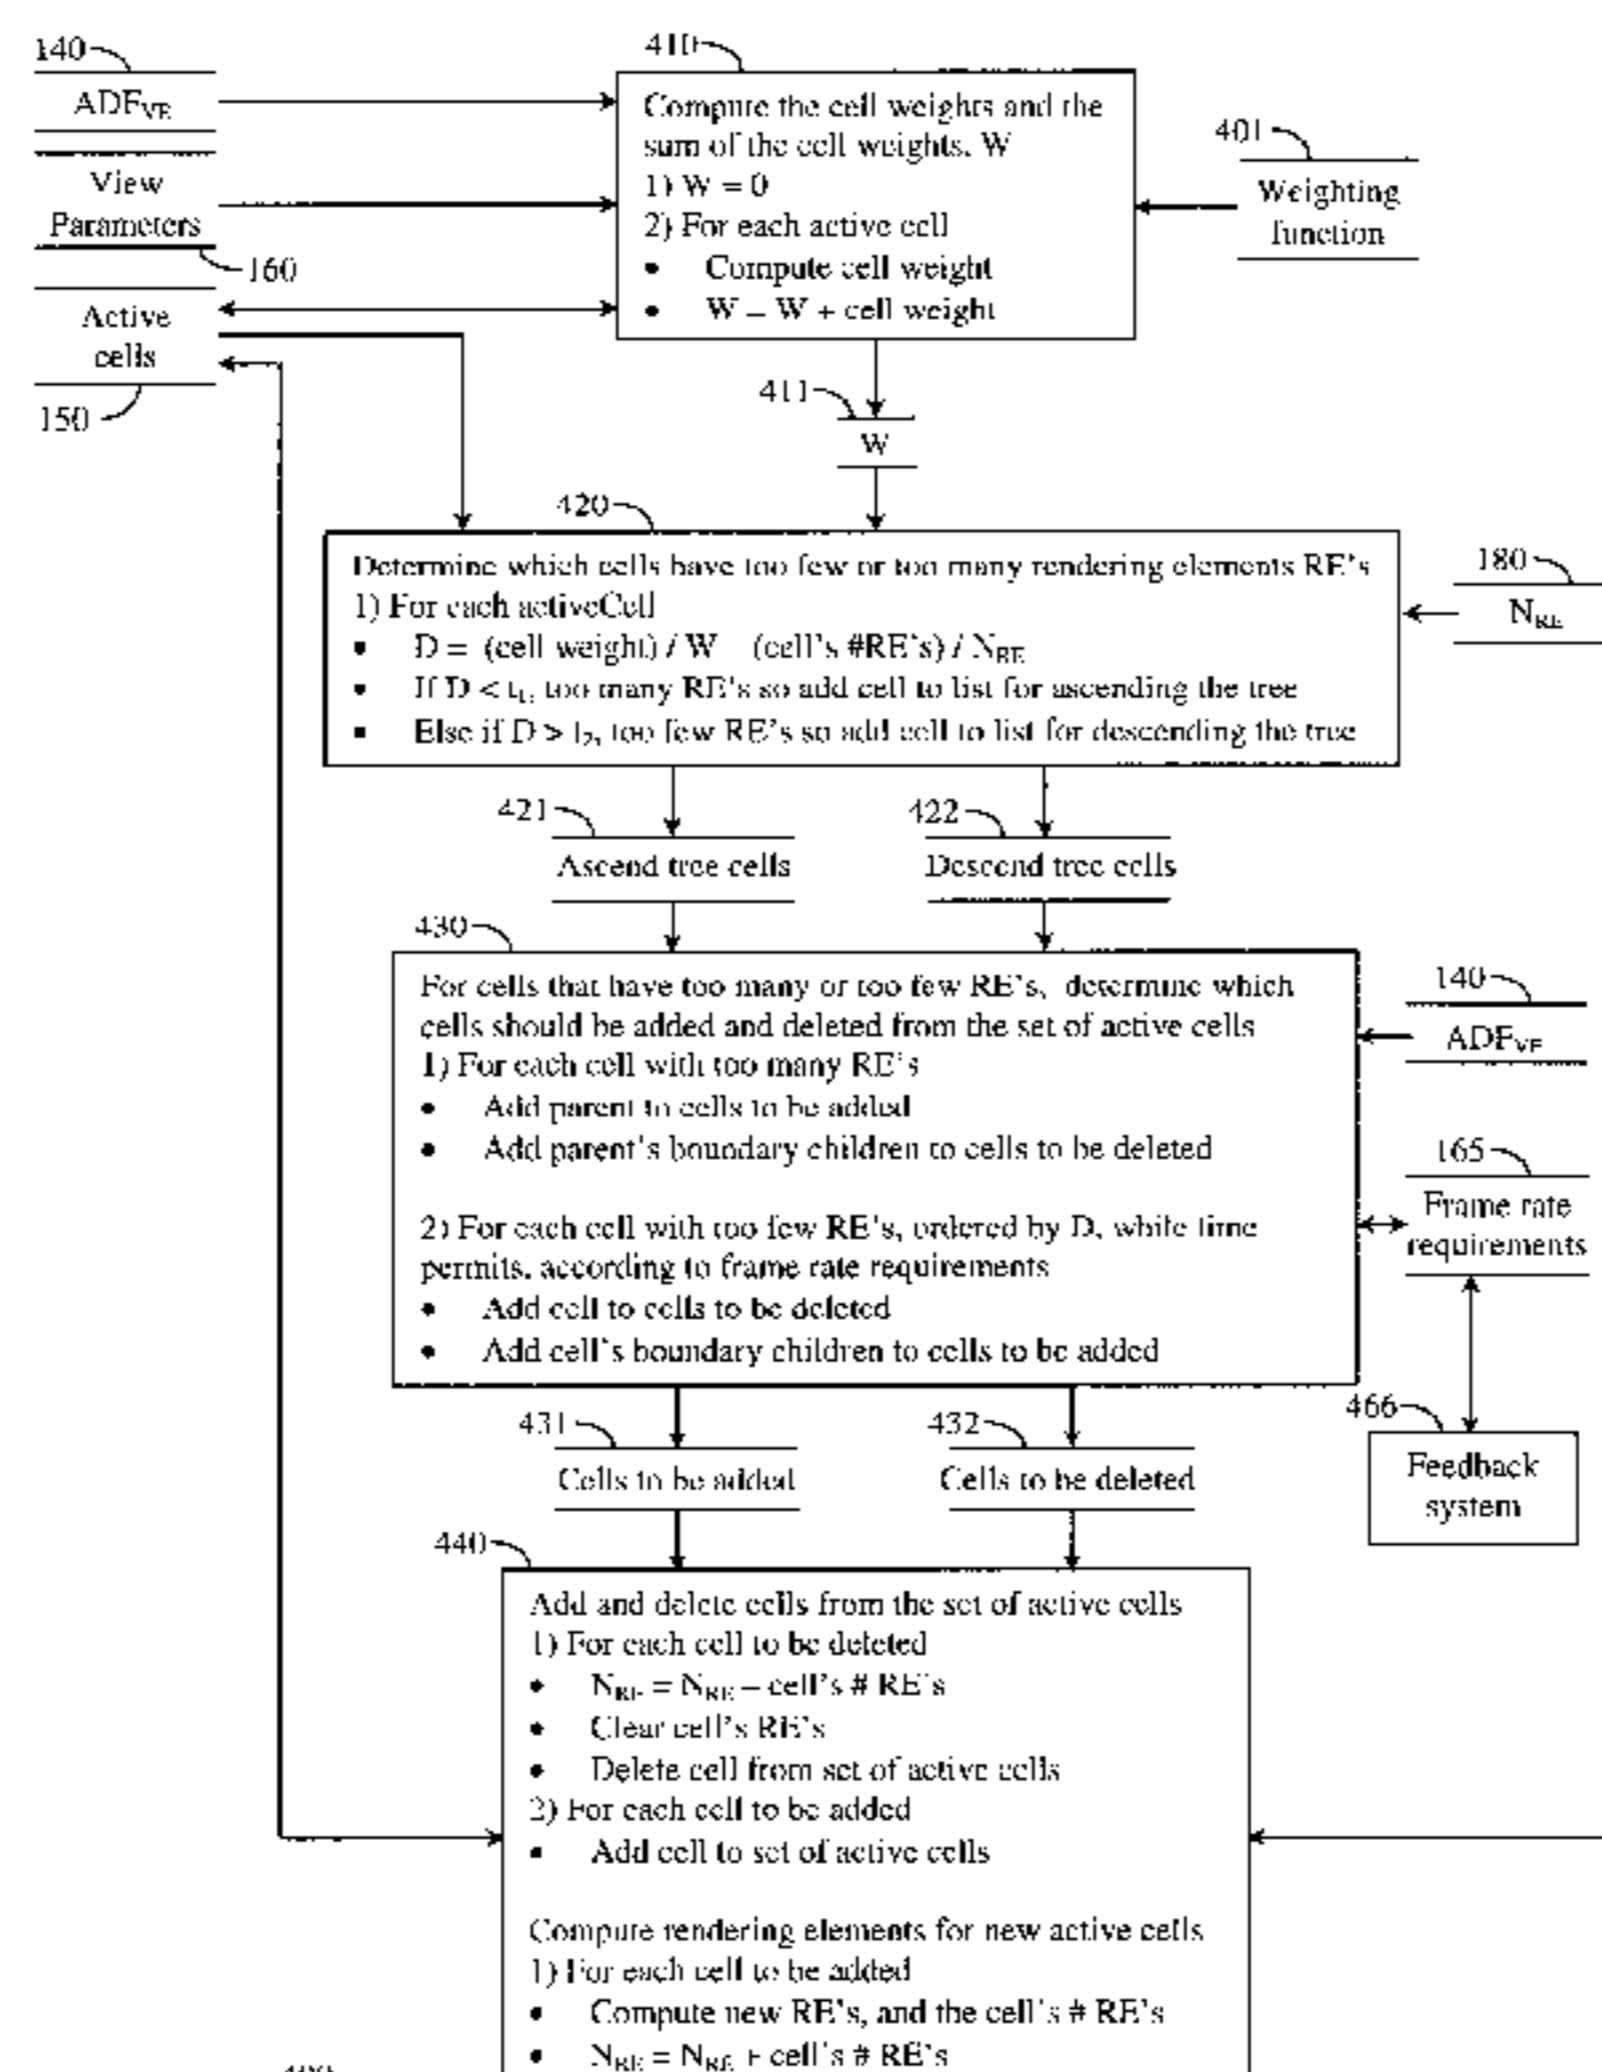 140
ADF_VE
View
Parameters
160
Active
cells
150
410
Compute the cell weights and the
sum of the cell weights, W
1) W = 0
2) For each active cell
• Compute cell weight
• W = W + cell weight
401
Weighting
function
411
W
420
Determine which cells have too few or too many rendering elements RE's
1) For each activeCell
• D = (cell weight) / W (cell's #RE's) / N_RE
• If D < t₁, too many RE's so add cell to list for ascending the tree
• Else if D > t₂, too few RE's so add cell to list for descending the tree
180
N_RE
421
Ascend tree cells
422
Descend tree cells
430
For cells that have too many or too few RE's, determine which
cells should be added and deleted from the set of active cells
1) For each cell with too many RE's
• Add parent to cells to be added
• Add parent's boundary children to cells to be deleted
2) For each cell with too few RE's, ordered by D, while time
permits, according to frame rate requirements
• Add cell to cells to be deleted
• Add cell's boundary children to cells to be added
140
ADF_VE
165
Frame rate
requirements
466
Feedback
system
431
Cells to be added
432
Cells to be deleted
440
Add and delete cells from the set of active cells
1) For each cell to be deleted
• N_RE = N_RE – cell's # RE's
• Clear cell's RE's
• Delete cell from set of active cells
2) For each cell to be added
• Add cell to set of active cells
Compute rendering elements for new active cells
1) For each cell to be added
• Compute new RE's, and the cell's # RE's
• N_RE = N_RE + cell's # RE's